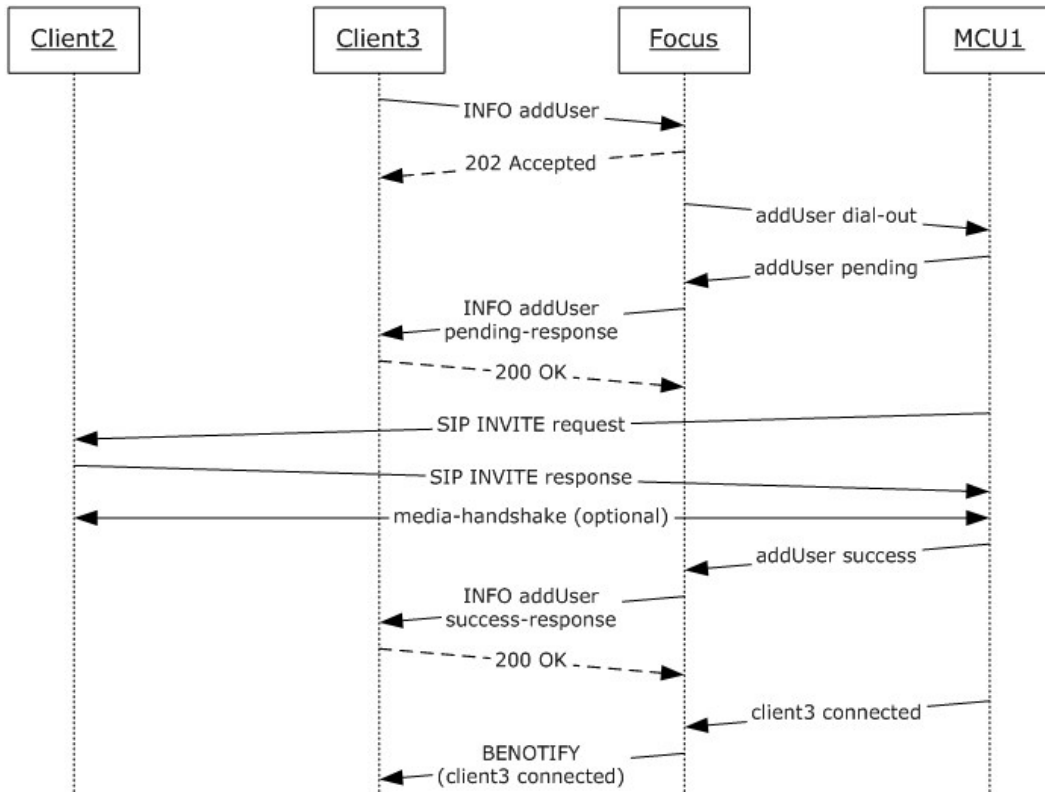 Client2
Client3
Focus
MCU1
INFO addUser
202 Accepted
addUser dial-out
addUser pending
INFO addUser
pending-response
200 OK
SIP INVITE request
SIP INVITE response
media-handshake (optional)
addUser success
INFO addUser
success-response
200 OK
client3 connected
BENOTIFY
(client3 connected)